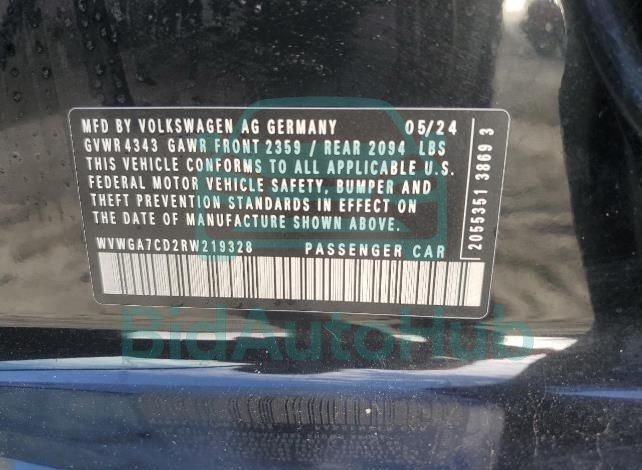 MFD BY VOLKSWAGEN AG GERMANY 05/24
GVWR 4343 GAWR FRONT 2359 / REAR 2094 LBS
THIS VEHICLE CONFORMS TO ALL APPLICABLE U.S.
FEDERAL MOTOR VEHICLE SAFETY, BUMPER AND
THEFT PREVENTION STANDARDS IN EFFECT ON
THE DATE OF MANUFACTURE SHOWN ABOVE.
WVWGA7CD2RW219328 PASSENGER CAR
2055351 3869 3
BidAutoHub